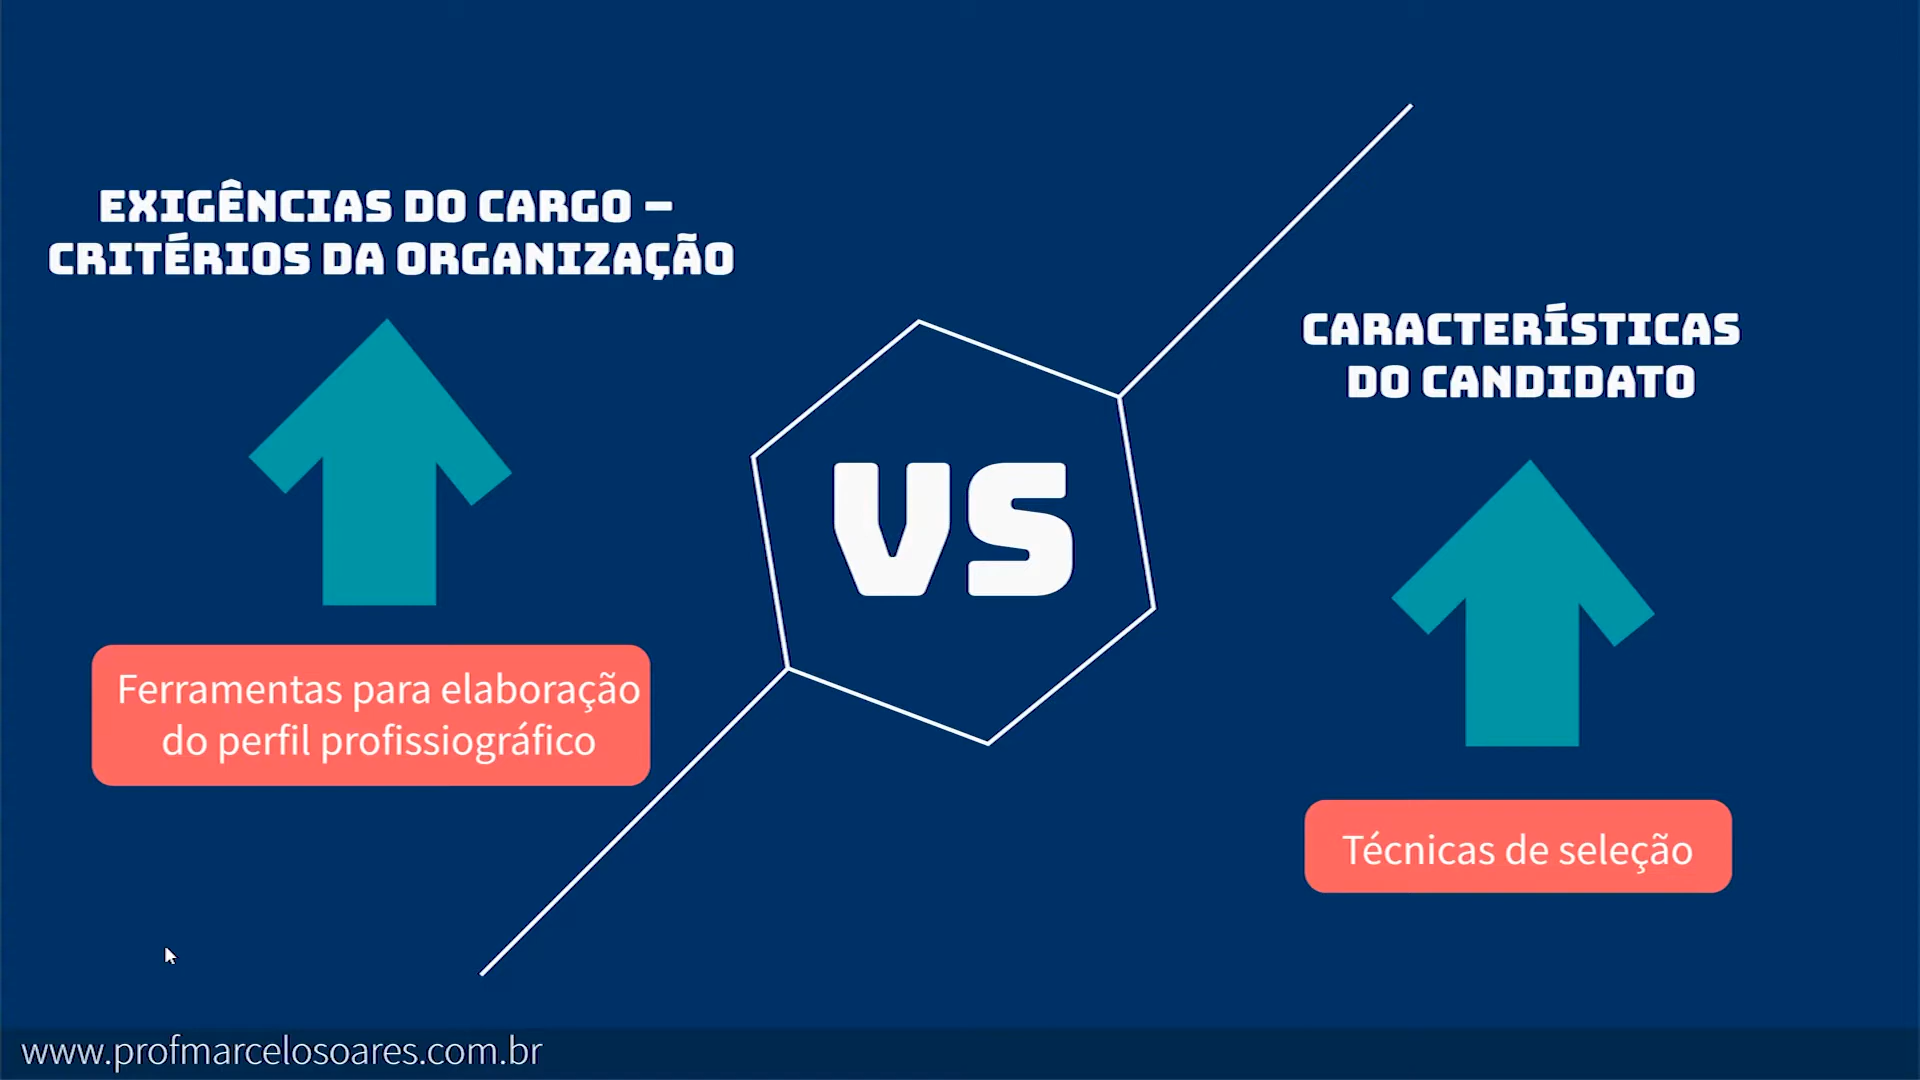 EXIGÊNCIAS DO CARGO –
CRITÉRIOS DA ORGANIZAÇÃO
Ferramentas para elaboração
do perfil profissiográfico
VS
CARACTERÍSTICAS
DO CANDIDATO
Técnicas de seleção
www.profmarcelosoares.com.br